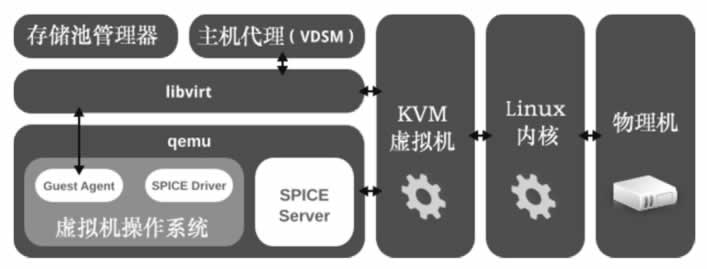 存储池管理器
主机代理(VDSM)
libvirt
qemu
Guest Agent
SPICE Driver
虚拟机操作系统
SPICE
Server
KVM
虚拟机
Linux
内核
物理机